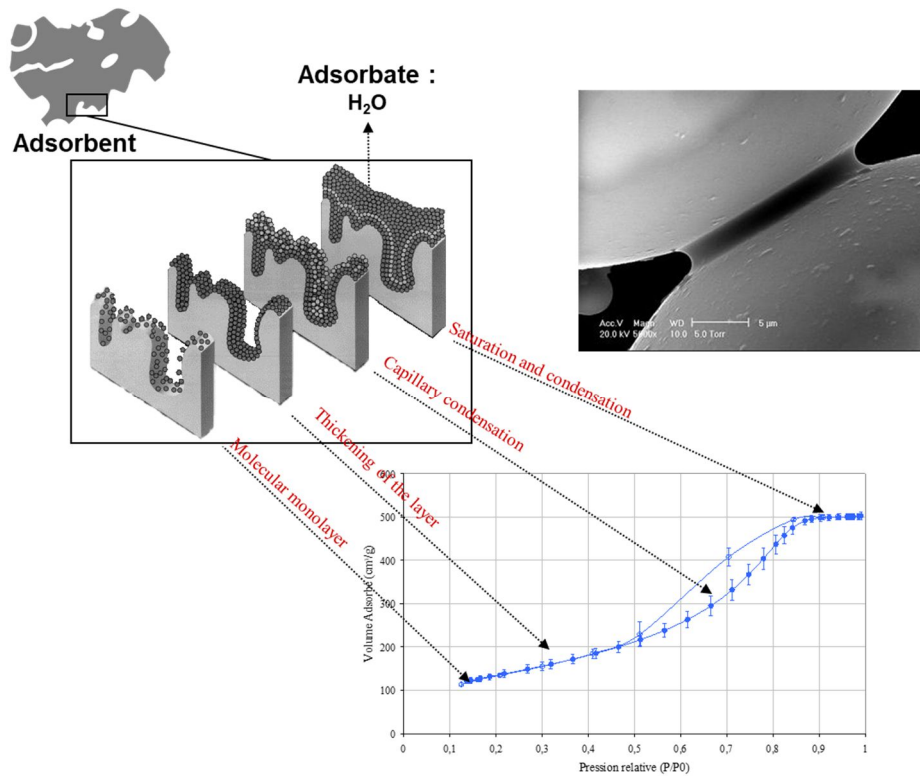 Adsorbent
Adsorbate :
H₂O
Acc.V Magn WD 5 µm
20.0 kV 5000x 10.0 5.0 Torr
Saturation and condensation
Capillary condensation
Thickening of the layer
Molecular monolayer
Volume Adsorbé (cm³/g)
600
500
400
300
200
100
0
0 0,1 0,2 0,3 0,4 0,5 0,6 0,7 0,8 0,9 1
Pression relative (P/P0)